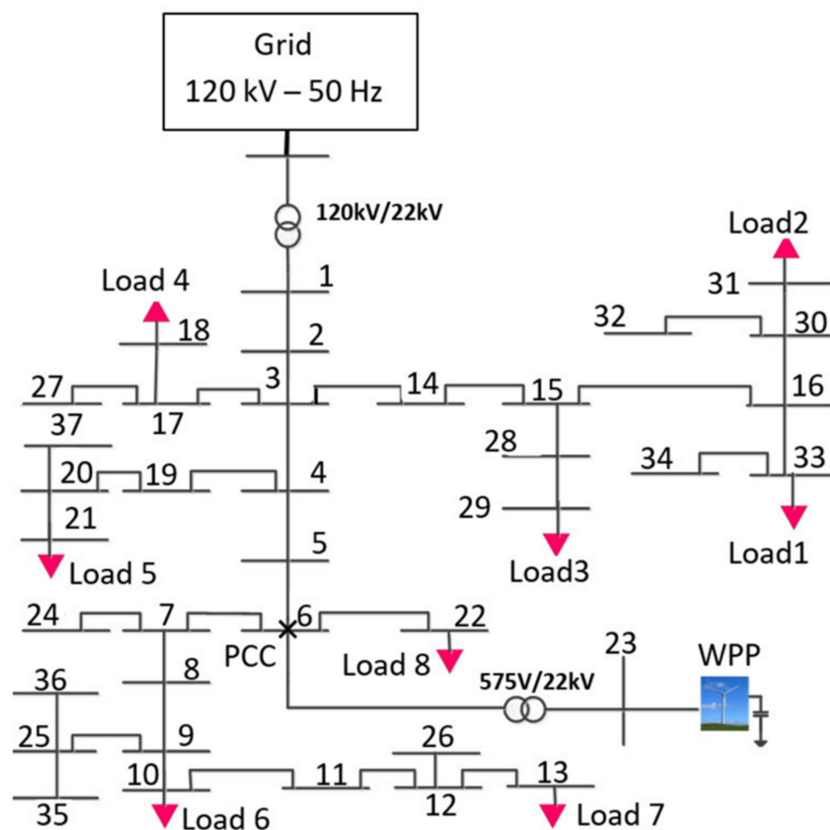 Grid
120 kV – 50 Hz
120kV/22kV
Load2
Load 4
1
31
18
2
32
30
27
3
14
15
16
17
37
28
34
33
20
19
4
29
21
5
Load3
Load1
Load 5
24
7
6
22
23
PCC
Load 8
WPP
8
575V/22kV
36
25
9
26
10
11
12
13
35
Load 6
Load 7